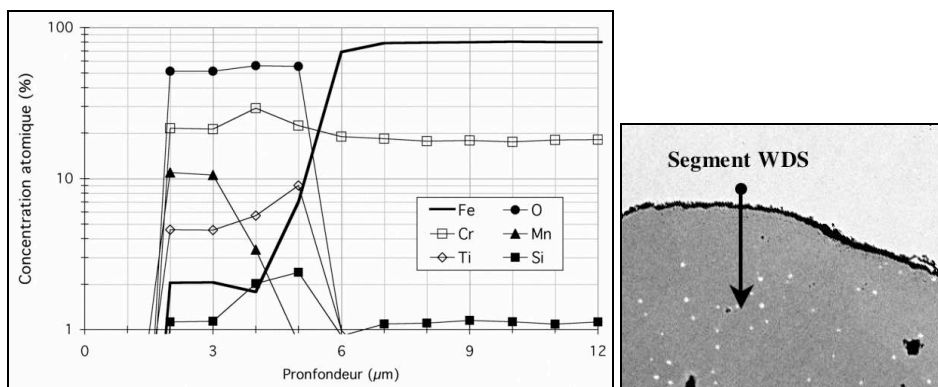 100
10
1
Concentration atomique (%)
Fe O
Cr Mn
Ti Si
0 3 6 9 12
Pronfondeur (µm)
Segment WDS